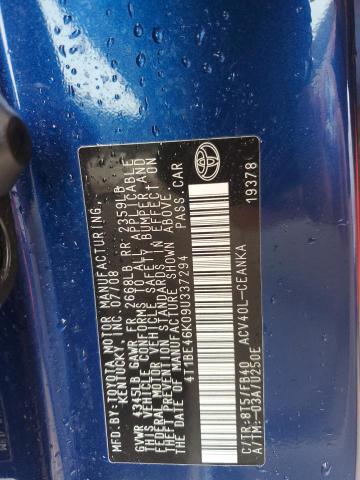 MFD. BY:
TOYOTA MOTOR MANUFACTURING,
KENTUCKY, INC. 07/08
GVWR 4365LB GAWR FR 2668LB RR 2359LB
THIS VEHICLE CONFORMS TO ALL APPLICABLE
FEDERAL MOTOR VEHICLE SAFETY, BUMPER, AND
THEFT PREVENTION STANDARDS IN EFFECT ON
THE DATE OF MANUFACTURE SHOWN ABOVE.
4T1BE46K09U337294 PASS. CAR
ACV40L-CEANKA
C/TR:8T5/FB40
A/TM:-03A/U250E 19378
TOYOTA